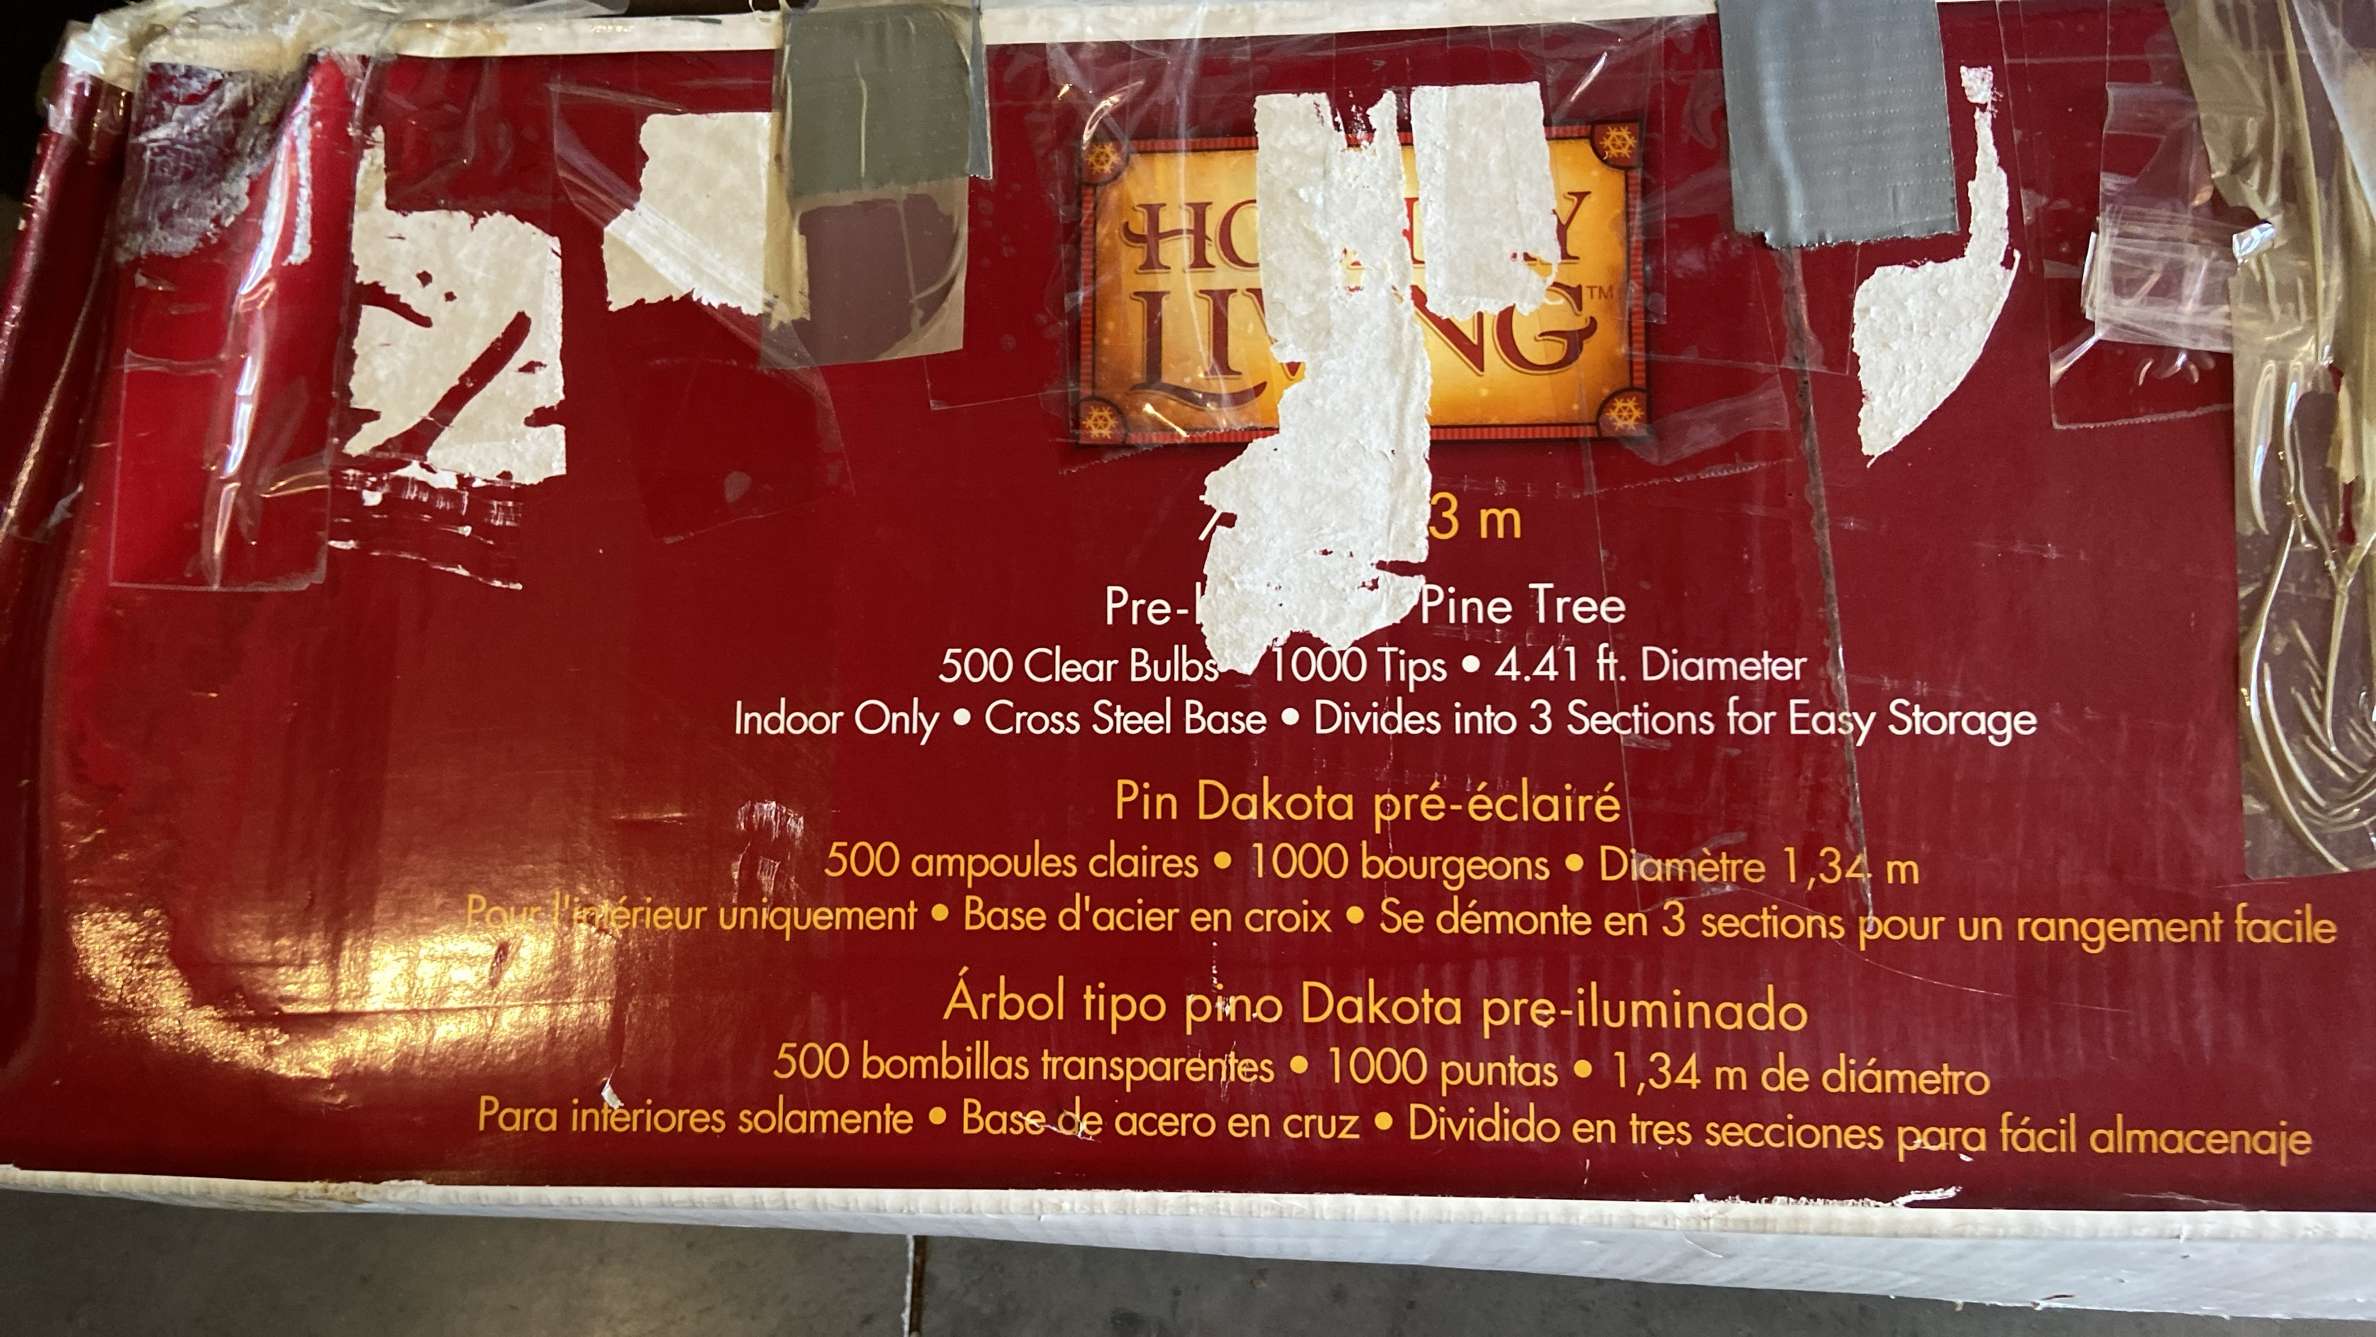 LIVING™
3 m
Pine Tree
500 Clear Bulbs 1000 Tips • 4.41 ft. Diameter
Indoor Only • Cross Steel Base • Divides into 3 Sections for Easy Storage
Pin Dakota pré-éclairé
500 ampoules claires • 1000 bourgeons • Diamètre 1,34 m
Pour l'intérieur uniquement • Base d'acier en croix • Se démonte en 3 sections pour un rangement facile
Árbol tipo pino Dakota pre-iluminado
500 bombillas transparentes • 1000 puntas • 1,34 m de diámetro
Para interiores solamente • Base de acero en cruz • Dividido en tres secciones para fácil almacenaje